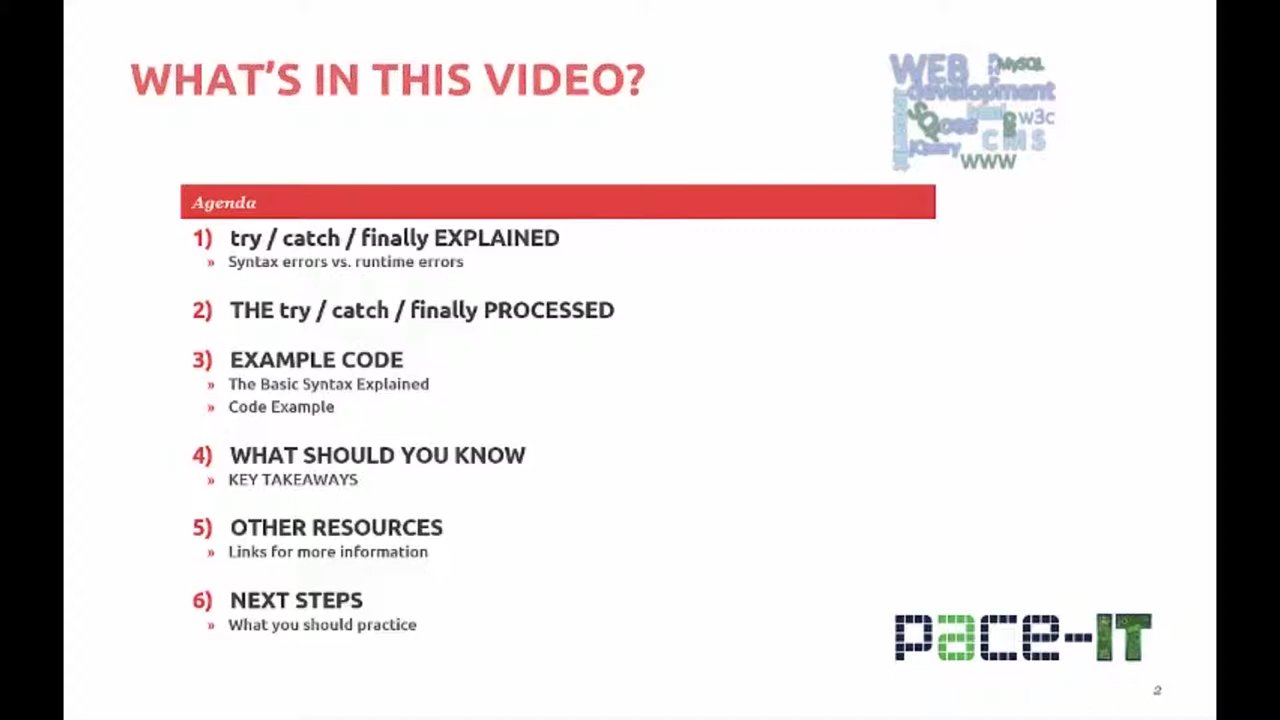 WHAT'S IN THIS VIDEO?
WEB
MySQL
development
w3c
CMS
jQuery
www
Agenda
1) try / catch / finally EXPLAINED
» Syntax errors vs. runtime errors
2) THE try / catch / finally PROCESSED
3) EXAMPLE CODE
» The Basic Syntax Explained
» Code Example
4) WHAT SHOULD YOU KNOW
» KEY TAKEAWAYS
5) OTHER RESOURCES
» Links for more information
6) NEXT STEPS
» What you should practice
pace-IT
2